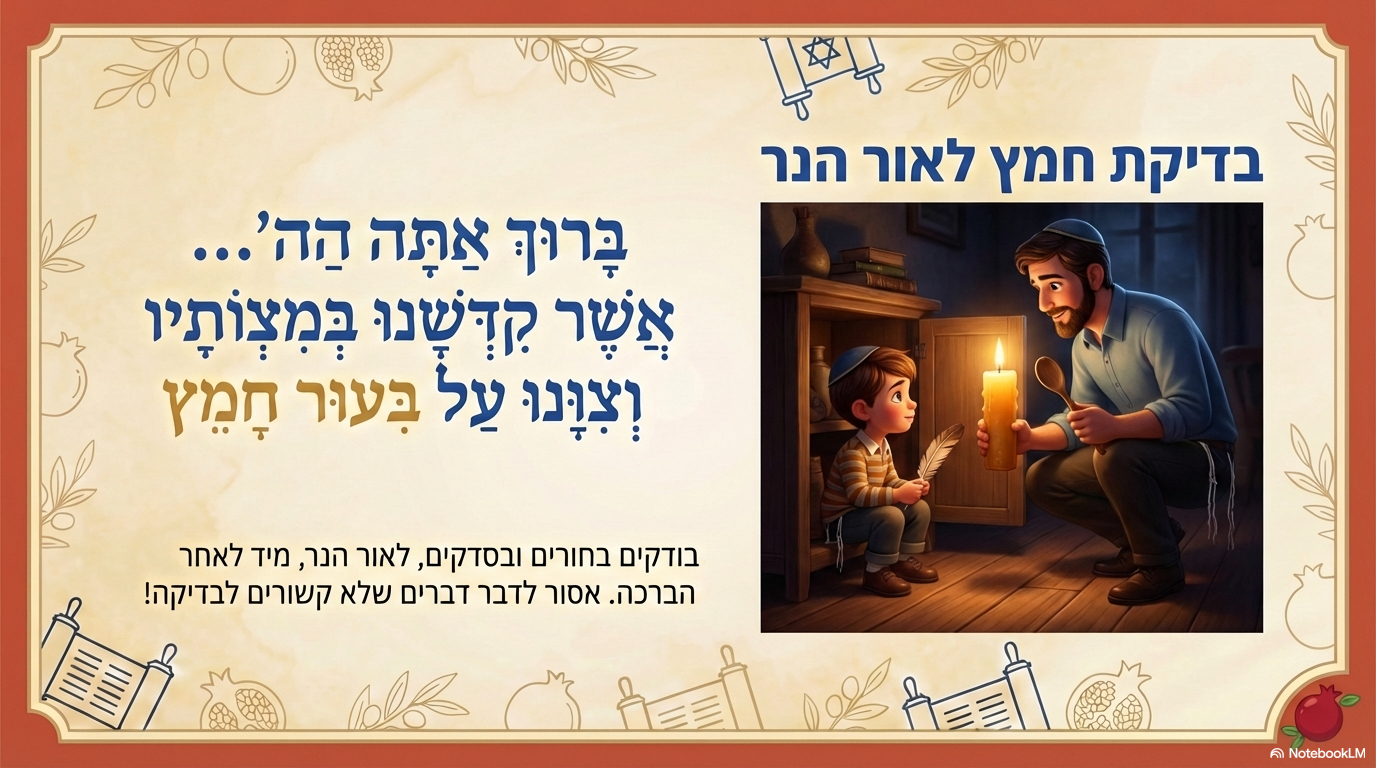 בדיקת חמץ לאור הנר
בָּרוּךְ אַתָּה הַה'...
אֲשֶׁר קִדְּשָׁנוּ בְּמִצְוֹתָיו
וְצִוָּנוּ עַל בִּעוּר חָמֵץ
בודקים בחורים ובסדקים, לאור הנר, מיד לאחר
הברכה. אסור לדבר דברים שלא קשורים לבדיקה!
NotebookLM